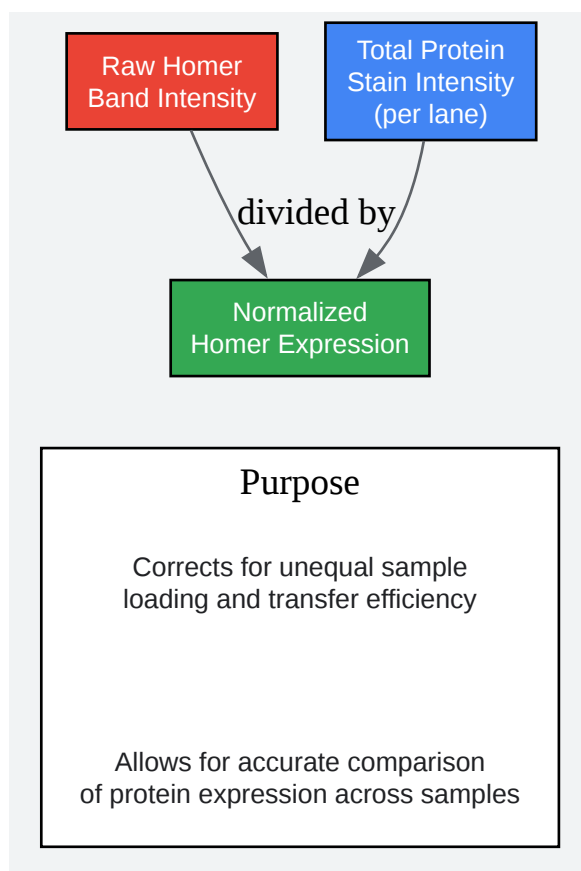 Raw Homer
Band Intensity
Total Protein
Stain Intensity
(per lane)
divided by
Normalized
Homer Expression
Purpose
Corrects for unequal sample
loading and transfer efficiency
Allows for accurate comparison
of protein expression across samples